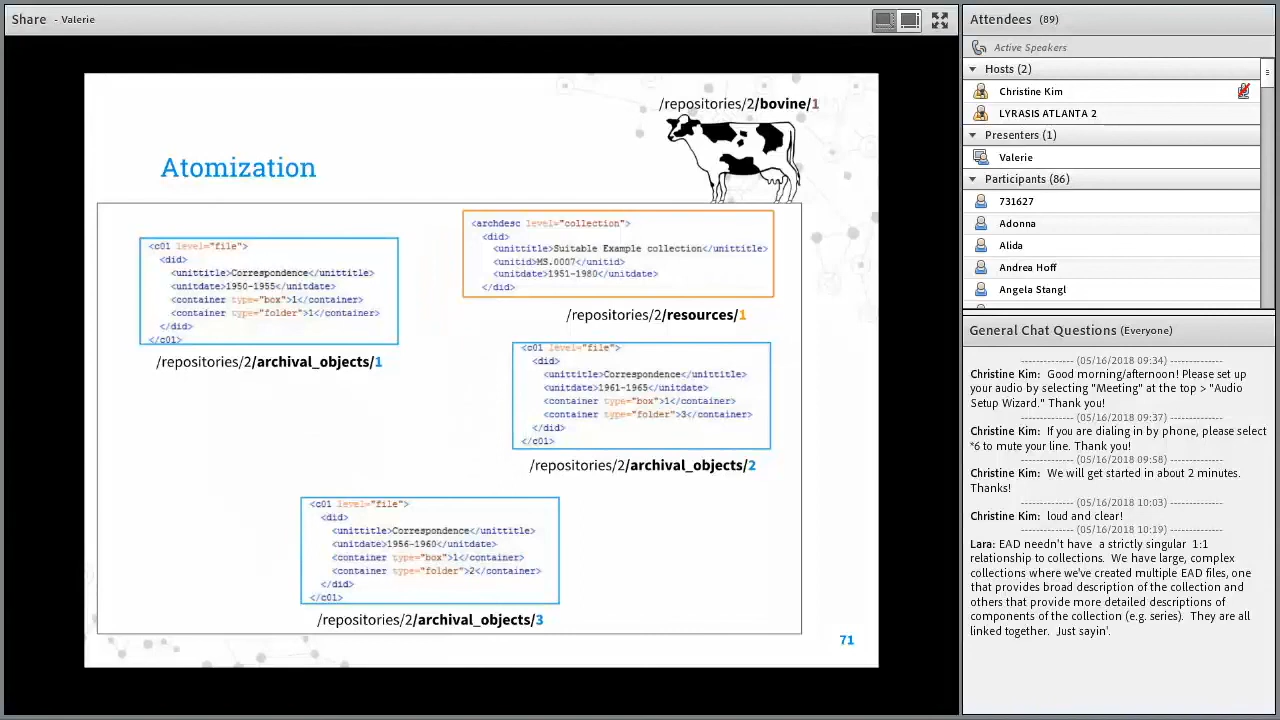 Share - Valerie
/repositories/2/bovine/1
Atomization
<c01 level="file">
<did>
<unittitle>Correspondence</unittitle>
<unitdate>1950-1955</unitdate>
<container type="box">1</container>
<container type="folder">1</container>
</did>
</c01>
/repositories/2/archival_objects/1
<archdesc level="collection">
<did>
<unittitle>Suitable Example collection</unittitle>
<unitid>MS.0007</unitid>
<unitdate>1951-1980</unitdate>
</did>
/repositories/2/resources/1
<c01 level="file">
<did>
<unittitle>Correspondence</unittitle>
<unitdate>1961-1965</unitdate>
<container type="box">1</container>
<container type="folder">3</container>
</did>
</c01>
/repositories/2/archival_objects/2
<c01 level="file">
<did>
<unittitle>Correspondence</unittitle>
<unitdate>1956-1960</unitdate>
<container type="box">1</container>
<container type="folder">2</container>
</did>
</c01>
/repositories/2/archival_objects/3
71
Attendees (89)
Active Speakers
Hosts (2)
Christine Kim
LYRASIS ATLANTA 2
Presenters (1)
Valerie
Participants (86)
731627
Adonna
Alida
Andrea Hoff
Angela Stangl
General Chat Questions (Everyone)
------------- (05/16/2018 09:34) -------------
Christine Kim: Good morning/afternoon! Please set up
your audio by selecting "Meeting" at the top > "Audio
Setup Wizard." Thank you!
------------- (05/16/2018 09:37) -------------
Christine Kim: If you are dialing in by phone, please select
*6 to mute your line. Thank you!
------------- (05/16/2018 09:58) -------------
Christine Kim: We will get started in about 2 minutes.
Thanks!
------------- (05/16/2018 10:03) -------------
Christine Kim: loud and clear!
------------- (05/16/2018 10:19) -------------
Lara: EAD needn't have a strictly singular 1:1
relationship to collection. We have large, complex
collections where we've created multiple EAD files, one
that provides broad description of the collection and
others that provide more detailed descriptions of
components of the collection (e.g. series). They are all
linked together. Just sayin'.